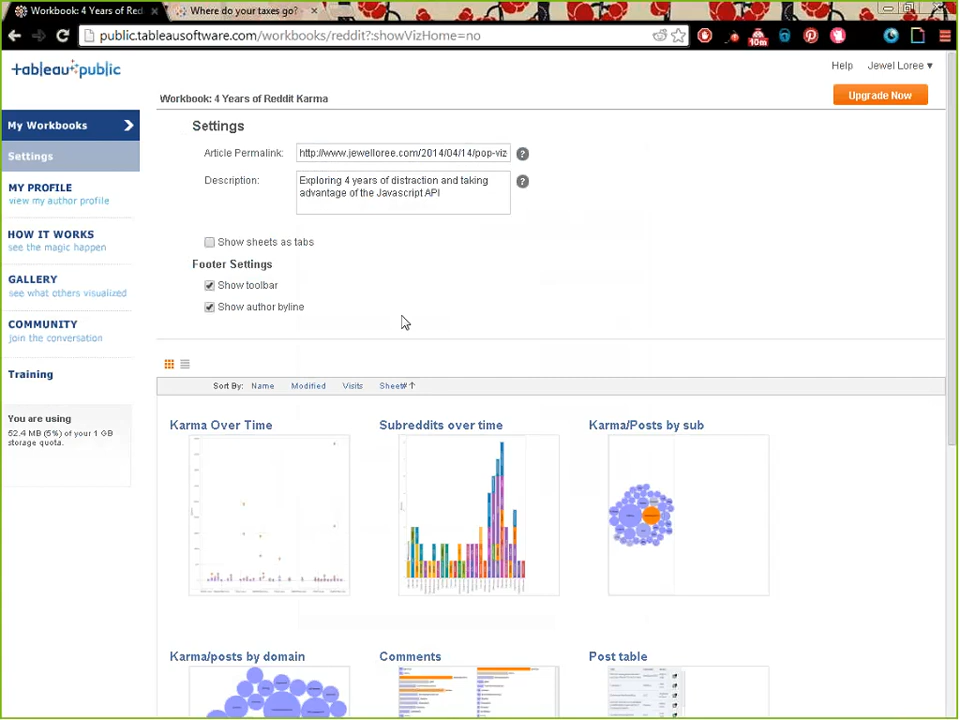 Workbook: 4 Years of Red
Where do your taxes go?
public.tableausoftware.com/workbooks/reddit?:showVizHome=no
10m
tableau public
Help
Jewel Loree ▾
Workbook: 4 Years of Reddit Karma
Upgrade Now
My Workbooks
Settings
Settings
Article Permalink:
http://www.jewelloree.com/2014/04/14/pop-viz
?
MY PROFILE
view my author profile
Description:
Exploring 4 years of distraction and taking
advantage of the Javascript API
?
HOW IT WORKS
see the magic happen
Show sheets as tabs
Footer Settings
GALLERY
see what others visualized
Show toolbar
Show author byline
COMMUNITY
join the conversation
Training
Sort By:
Name
Modified
Visits
Sheet# ↑
You are using
52.4 MB (5%) of your 1 GB
storage quota.
Karma Over Time
Subreddits over time
Karma/Posts by sub
Karma/posts by domain
Comments
Post table